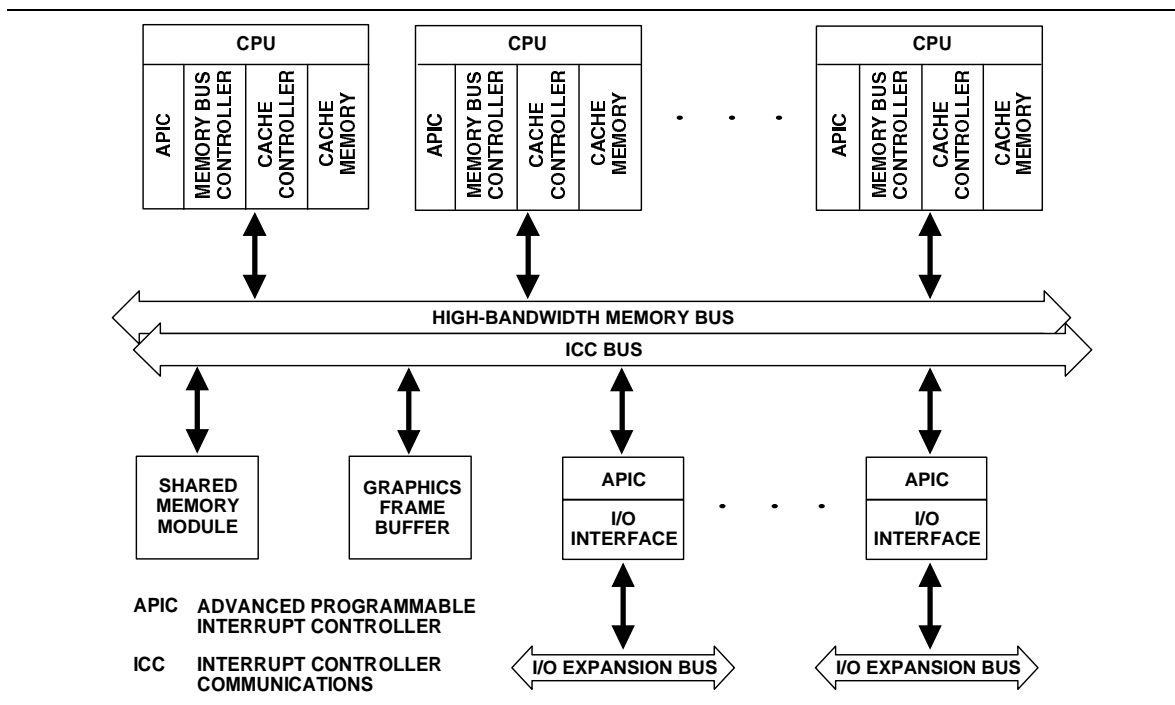 CPU
APIC
MEMORY BUS
CONTROLLER
CACHE
CONTROLLER
CACHE
MEMORY
CPU
APIC
MEMORY BUS
CONTROLLER
CACHE
CONTROLLER
CACHE
MEMORY
. . .
CPU
APIC
MEMORY BUS
CONTROLLER
CACHE
CONTROLLER
CACHE
MEMORY
HIGH-BANDWIDTH MEMORY BUS
ICC BUS
SHARED
MEMORY
MODULE
GRAPHICS
FRAME
BUFFER
APIC
I/O
INTERFACE
. . .
APIC
I/O
INTERFACE
I/O EXPANSION BUS
I/O EXPANSION BUS
APIC ADVANCED PROGRAMMABLE
INTERRUPT CONTROLLER
ICC INTERRUPT CONTROLLER
COMMUNICATIONS